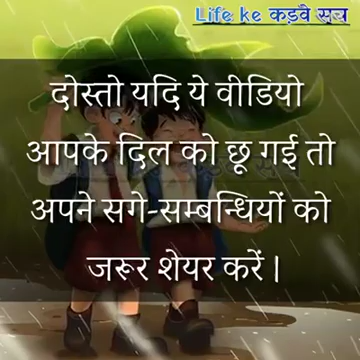 Life ke कड़वे सच
दोस्तो यदि ये वीडियो
आपके दिल को छू गई तो
अपने सगे-सम्बन्धियों को
जरूर शेयर करें।